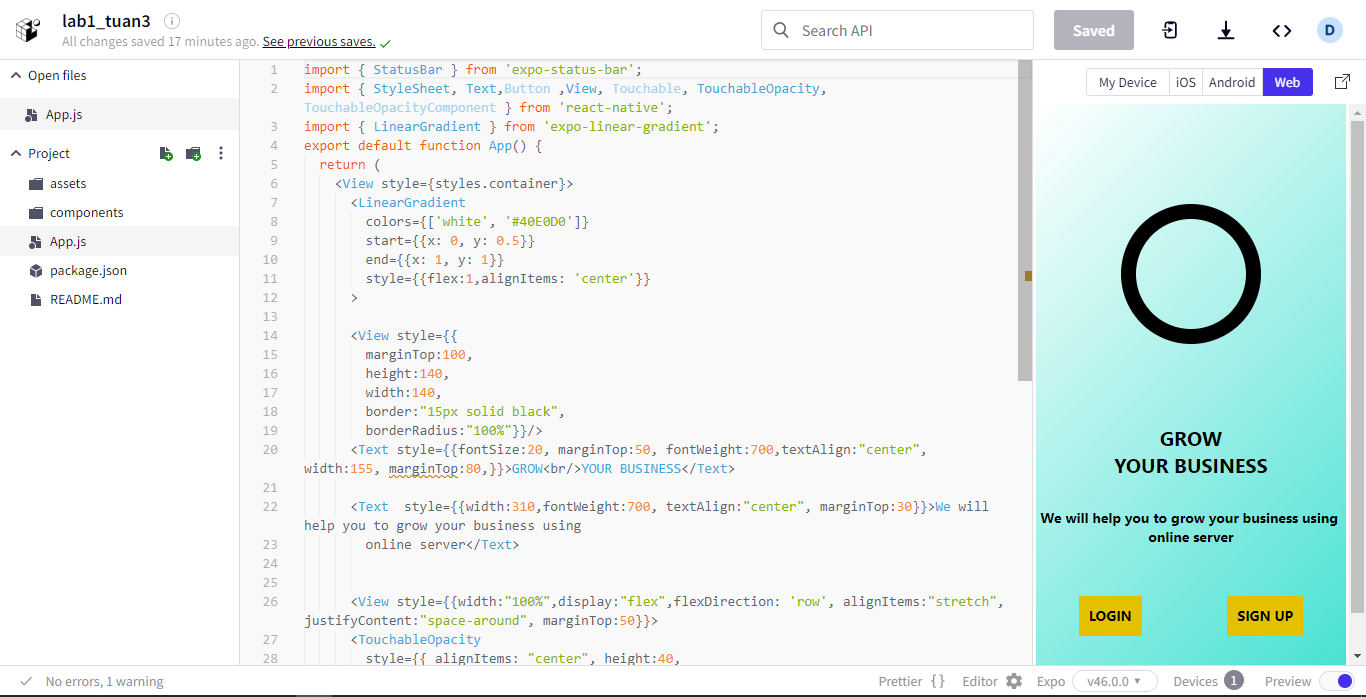 lab1_tuan3
All changes saved 17 minutes ago. See previous saves.
Search API
Saved
D
Open files
App.js
Project
assets
components
App.js
package.json
README.md
1 import { StatusBar } from 'expo-status-bar';
2 import { StyleSheet, Text,Button ,View, Touchable, TouchableOpacity,
TouchableOpacityComponent } from 'react-native';
3 import { LinearGradient } from 'expo-linear-gradient';
4 export default function App() {
5 return (
6 <View style={styles.container}>
7 <LinearGradient
8 colors={['white', '#40E0D0']}
9 start={{x: 0, y: 0.5}}
10 end={{x: 1, y: 1}}
11 style={{flex:1,alignItems: 'center'}}
12 >
13
14 <View style={{
15 marginTop:100,
16 height:140,
17 width:140,
18 border:"15px solid black",
19 borderRadius:"100%"}}/>
20 <Text style={{fontSize:20, marginTop:50, fontWeight:700,textAlign:"center",
width:155, marginTop:80,}}>GROW<br/>YOUR BUSINESS</Text>
21
22 <Text  style={{width:310,fontWeight:700, textAlign:"center", marginTop:30}}>We will
help you to grow your business using
23 online server</Text>
24
25
26 <View style={{width:"100%",display:"flex",flexDirection: 'row', alignItems:"stretch",
justifyContent:"space-around", marginTop:50}}>
27 <TouchableOpacity
28 style={{ alignItems: "center", height:40,
My Device
iOS
Android
Web
GROW
YOUR BUSINESS
We will help you to grow your business using
online server
LOGIN
SIGN UP
No errors, 1 warning
Prettier {}
Editor
Expo
v46.0.0
Devices 1
Preview